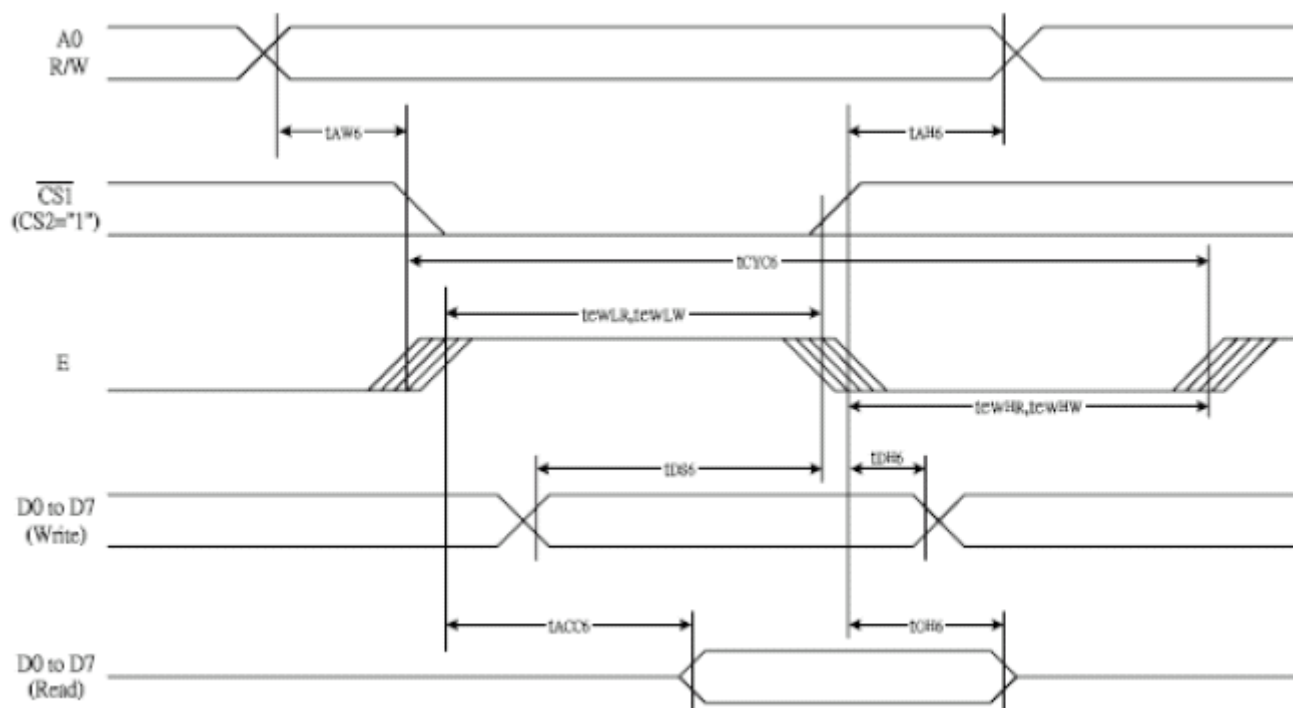 A0
R/W
tAW6
tAH6
CS1
(CS2="1")
tCYC6
tEWLR,tEWLW
E
tEWHR,tEWHW
tDS6
tDH6
D0 to D7
(Write)
tACC6
tOH6
D0 to D7
(Read)